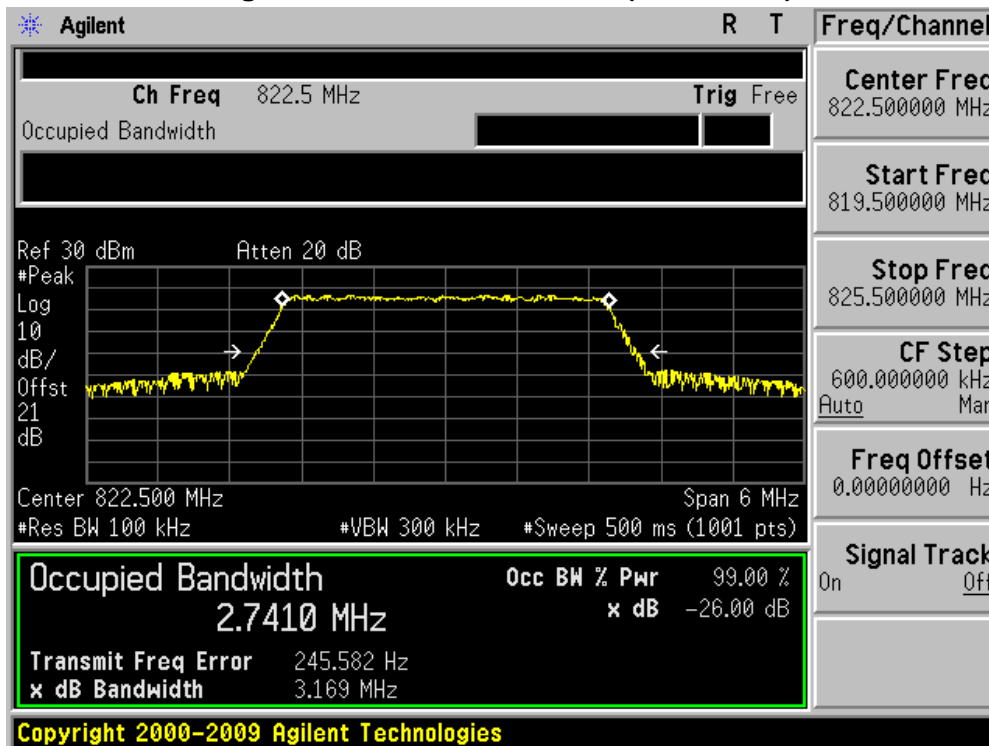 Agilent R T
Ch Freq 822.5 MHz Trig Free
Occupied Bandwidth
Ref 30 dBm Atten 20 dB
#Peak
Log
10
dB/
Offst
21
dB
Center 822.500 MHz Span 6 MHz
#Res BW 100 kHz #VBW 300 kHz #Sweep 500 ms (1001 pts)
Occupied Bandwidth Occ BW % Pwr 99.00 %
2.7410 MHz x dB -26.00 dB
Transmit Freq Error 245.582 Hz
x dB Bandwidth 3.169 MHz
Copyright 2000-2009 Agilent Technologies
Freq/Channel
Center Freq
822.500000 MHz
Start Freq
819.500000 MHz
Stop Freq
825.500000 MHz
CF Step
600.000000 kHz
Auto Man
Freq Offset
0.00000000 Hz
Signal Track
On Off